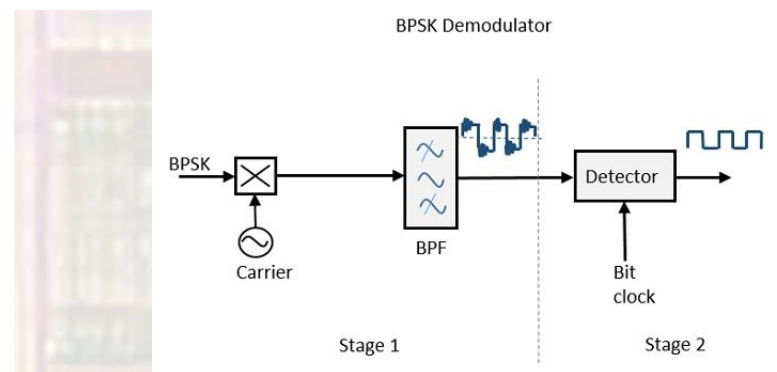 BPSK Demodulator
BPSK
Detector
BPF
Carrier
Bit
clock
Stage 1
Stage 2